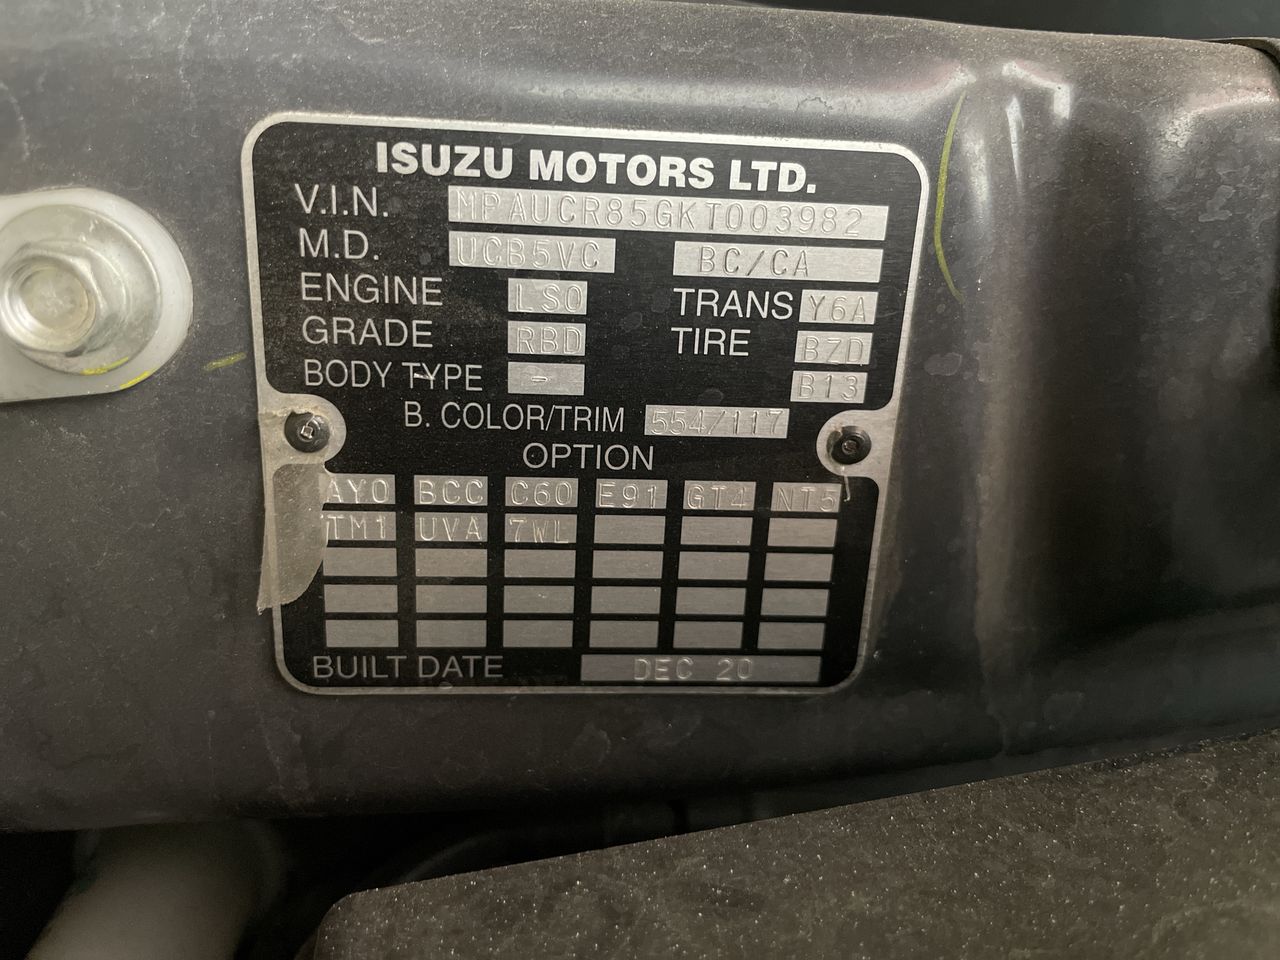 ISUZU MOTORS LTD.
V.I.N. MPAUCR85GKT003982
M.D. UCB5VC BC/CA
ENGINE LS0 TRANS Y6A
GRADE RBD TIRE BZD
BODY TYPE - B13
B. COLOR/TRIM 554/117
OPTION
AY0 BCC C60 E91 GT4 NT5
TM1 UVA 7WL
BUILT DATE DEC 20